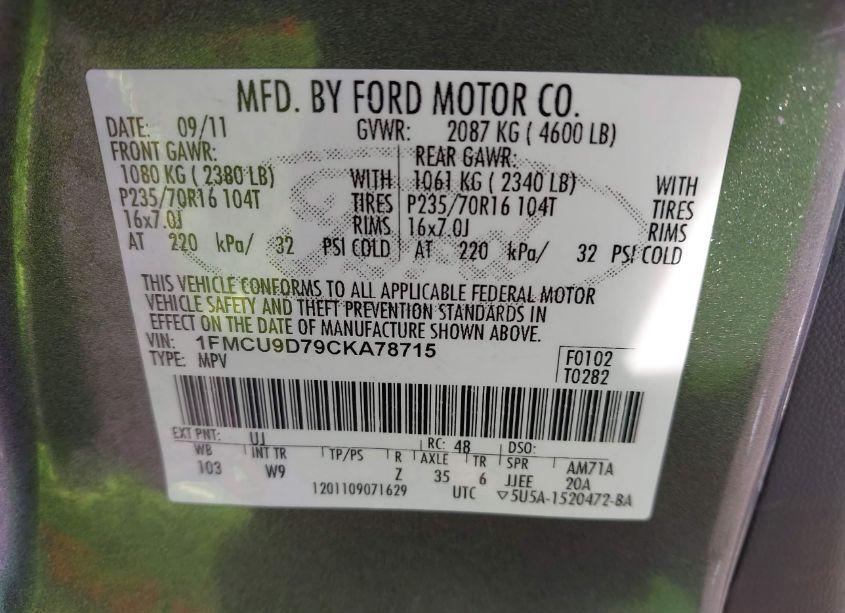 MFD. BY FORD MOTOR CO.
DATE: 09/11 GVWR: 2087 KG ( 4600 LB)
FRONT GAWR: REAR GAWR:
1080 KG ( 2380 LB) WITH 1061 KG ( 2340 LB) WITH
P235/70R16 104T TIRES P235/70R16 104T TIRES
16x7.0J RIMS 16x7.0J RIMS
AT 220 kPa/ 32 PSI COLD AT 220 kPa/ 32 PSI COLD
THIS VEHICLE CONFORMS TO ALL APPLICABLE FEDERAL MOTOR
VEHICLE SAFETY AND THEFT PREVENTION STANDARDS IN
EFFECT ON THE DATE OF MANUFACTURE SHOWN ABOVE.
VIN: 1FMCU9D79CKA78715
TYPE: MPV
F0102
T0282
EXT PNT: UJ RC: 48 DSO:
WB INT TR TP/PS R AXLE TR SPR AM71A
103 W9 Z 35 6 JJEE 20A
1201109071629 UTC ▽5U5A-1520472-BA